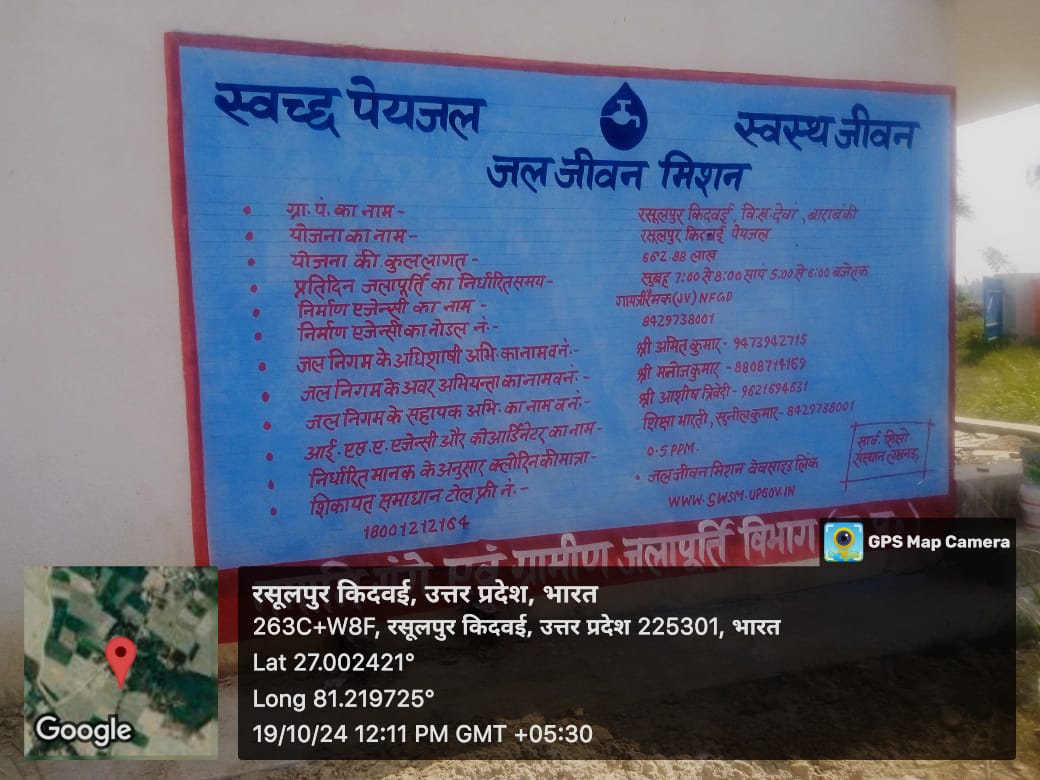 स्वच्छ पेयजल
स्वस्थ जीवन
जल जीवन मिशन
• ग्रा. पं. का नाम - रसूलपुर किदवई, वि.ख. देवां, बाराबंकी
• योजना का नाम - रसूलपुर किदवई पेयजल
• योजना की कुल लागत - 662.88 लाख
• प्रतिदिन जलापूर्ति का निर्धारित समय - सुबह 7:00 से 8:00 सायं 5:00 से 6:00 बजे तक
• निर्माण एजेन्सी का नाम - (JV) NFGD
• निर्माण एजेन्सी का नोडल नं. - 8429738001
• जल निगम के अधिशाषी अभि. का नाम व नं. - श्री अमित कुमार - 9473942715
• जल निगम के अवर अभियन्ता का नाम व नं. - श्री मनोज कुमार - 8808714169
• जल निगम के सहायक अभि. का नाम व नं. - श्री आशीष त्रिवेदी - 9621694631
• आई. एस. ए. एजेन्सी और कोआर्डिनेटर का नाम - शिक्षा भारती, सुनील कुमार - 8429738001
• निर्धारित मानक के अनुसार क्लोरिन की मात्रा - 0.5 PPM.
• शिकायत समाधान टोल फ्री नं. -
18001212164
• जल जीवन मिशन वेवसाइड लिंक
WWW.SWSM.UPGOV.IN
सार्व. शिक्षो.
संस्थान लखनऊ
एवं ग्रामीण जलापूर्ति विभाग
GPS Map Camera
रसूलपुर किदवई, उत्तर प्रदेश, भारत
263C+W8F, रसूलपुर किदवई, उत्तर प्रदेश 225301, भारत
Lat 27.002421°
Long 81.219725°
19/10/24 12:11 PM GMT +05:30
Google